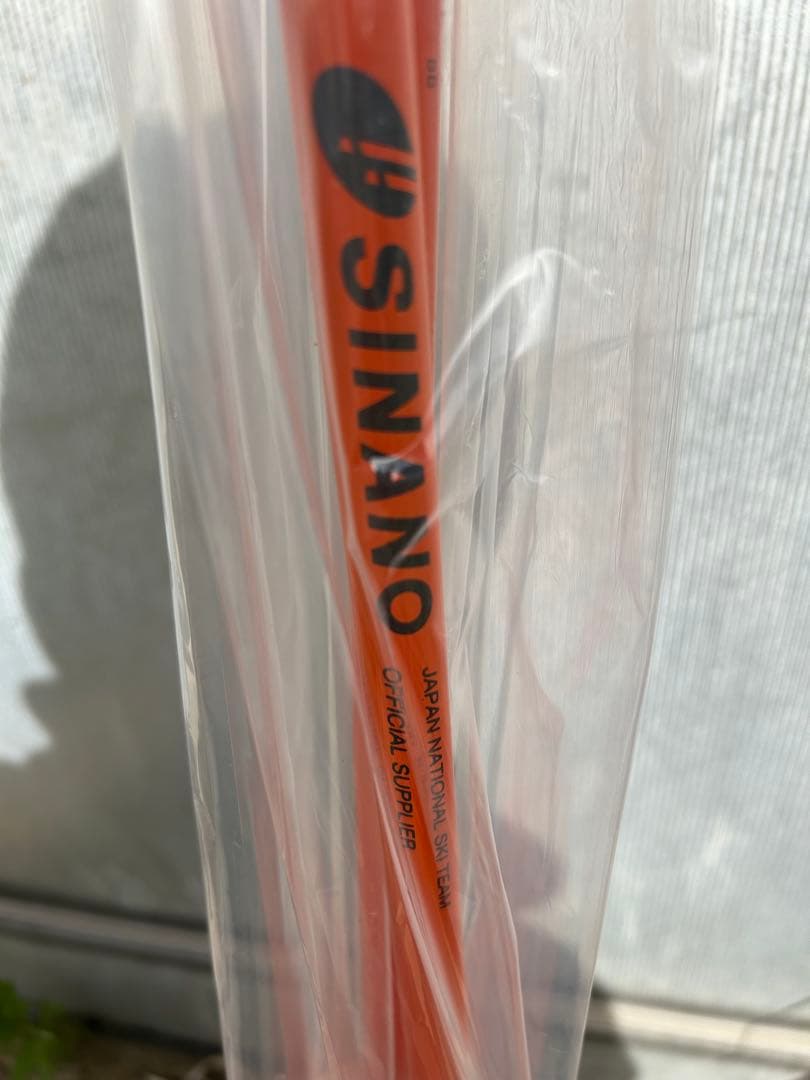 SINANO
JAPAN NATIONAL SKI TEAM
OFFICIAL SUPPLIER